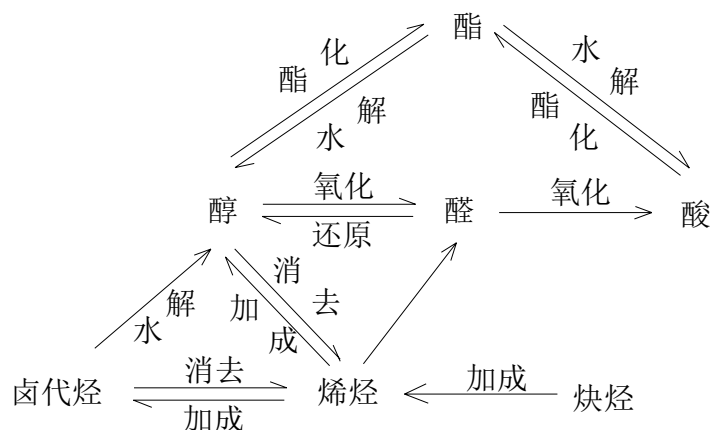 酯
酯化
水解
水解
酯化
醇
氧化
还原
醛
氧化
酸
消去
加成
水解
卤代烃
消去
加成
烯烃
加成
炔烃